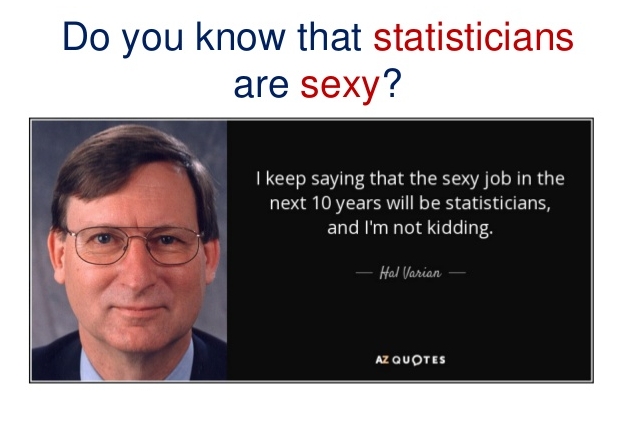 Do you know that statisticians
are sexy?
I keep saying that the sexy job in the
next 10 years will be statisticians,
and I'm not kidding.
Hal Varian
AZ QUOTES